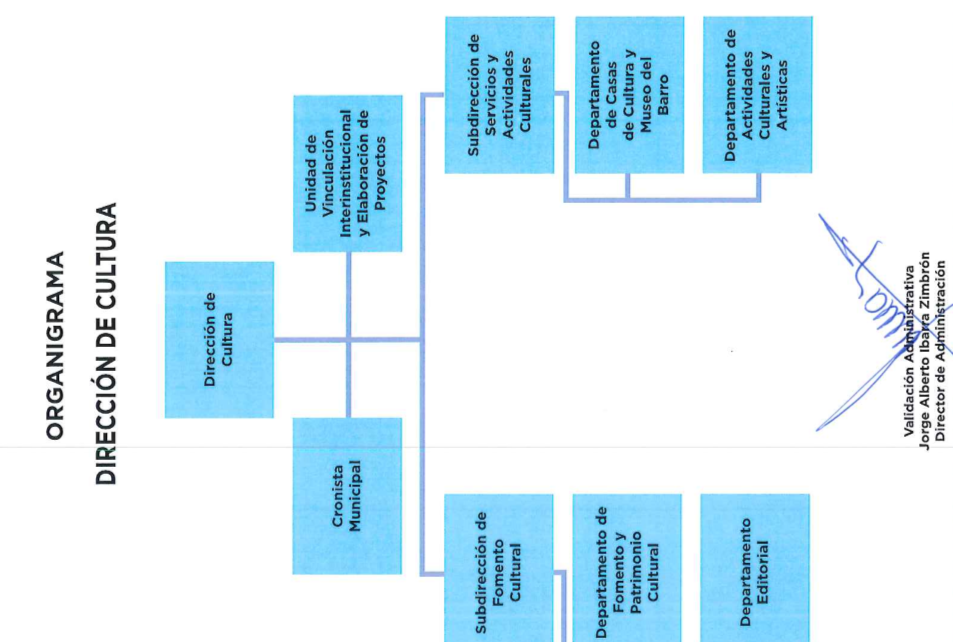 ORGANIGRAMA
DIRECCIÓN DE CULTURA
Dirección de
Cultura
Cronista
Municipal
Unidad de
Vinculación
Interinstitucional
y Elaboración de
Proyectos
Subdirección de
Fomento
Cultural
Subdirección de
Servicios y
Actividades
Culturales
Departamento de
Fomento y
Patrimonio
Cultural
Departamento
de Casas
de Cultura y
Museo del
Barro
Departamento
Editorial
Departamento de
Actividades
Culturales y
Artísticas
Validación Administrativa
Jorge Alberto Ibarra Zimbrón
Director de Administración